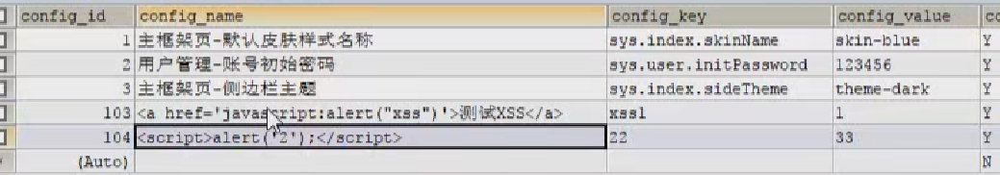 config_id config_name config_key config_value co
1 主框架页-默认皮肤样式名称 sys.index.skinName skin-blue Y
2 用户管理-账号初始密码 sys.user.initPassword 123456 Y
3 主框架页-侧边栏主题 sys.index.sideTheme theme-dark Y
103 <a href='javascript:alert("xss")'>测试XSS</a> xss1 1 Y
104 <script>alert('2');</script> 22 33 Y
(Auto) N